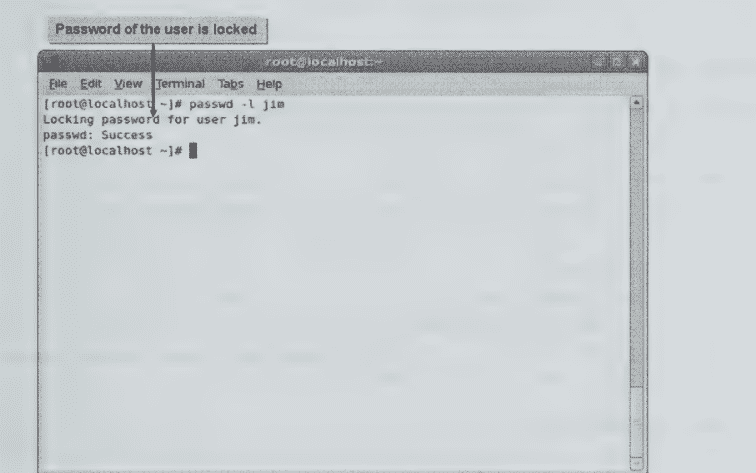 Password of the user is locked
root@localhost:~
File Edit View Terminal Tabs Help
[root@localhost ~]# passwd -l jim
Locking password for user jim.
passwd: Success
[root@localhost ~]#